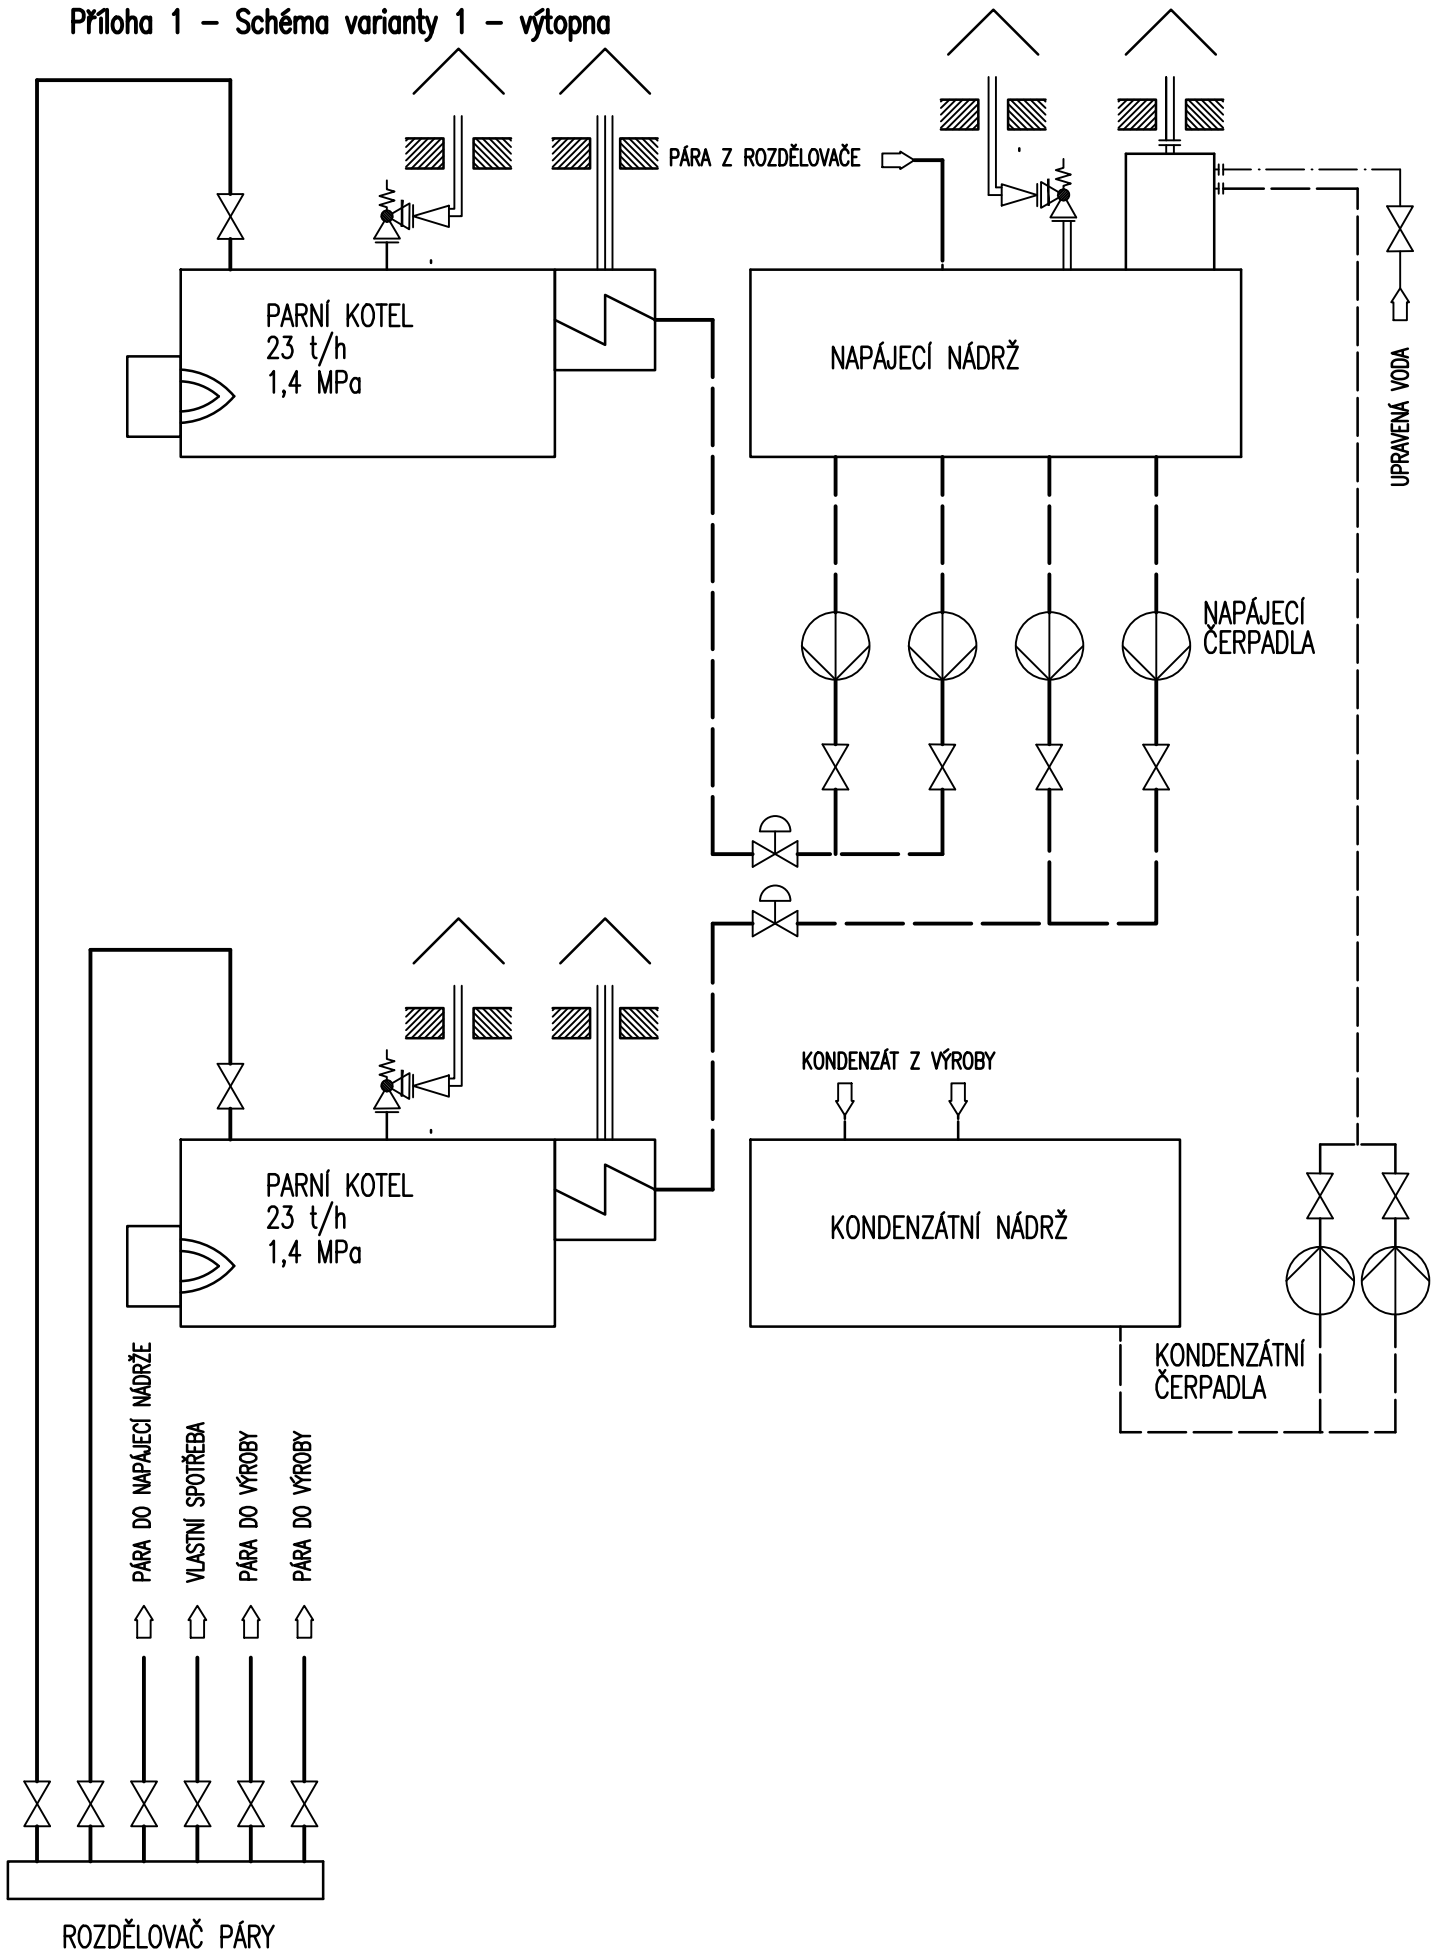 Příloha 1 – Schéma varianty 1 – výtopna
PÁRA Z ROZDĚLOVAČE
PARNÍ KOTEL
23 t/h
1,4 MPa
NAPÁJECÍ NÁDRŽ
UPRAVENÁ VODA
NAPÁJECÍ
ČERPADLA
KONDENZÁT Z VÝROBY
PARNÍ KOTEL
23 t/h
1,4 MPa
KONDENZÁTNÍ NÁDRŽ
KONDENZÁTNÍ
ČERPADLA
PÁRA DO NAPÁJECÍ NÁDRŽE
VLASTNÍ SPOTŘEBA
PÁRA DO VÝROBY
PÁRA DO VÝROBY
ROZDĚLOVAČ PÁRY